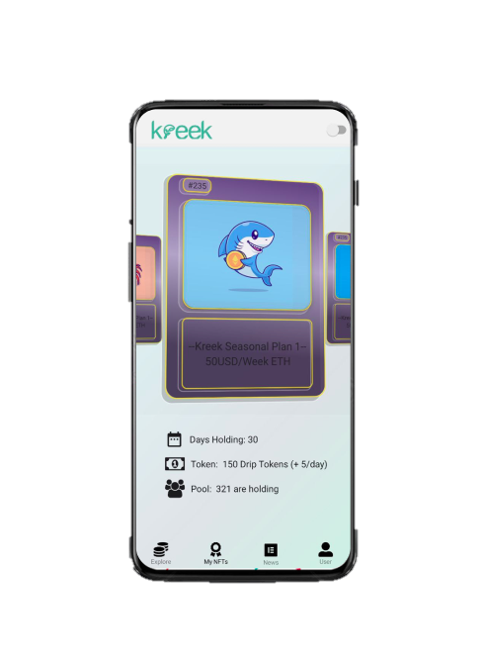 kreek
#235
~Kreek Seasonal Plan 1~
50USD/Week ETH
Days Holding: 30
Token: 150 Drip Tokens (+ 5/day)
Pool: 321 are holding
Explore
My NFTs
News
User